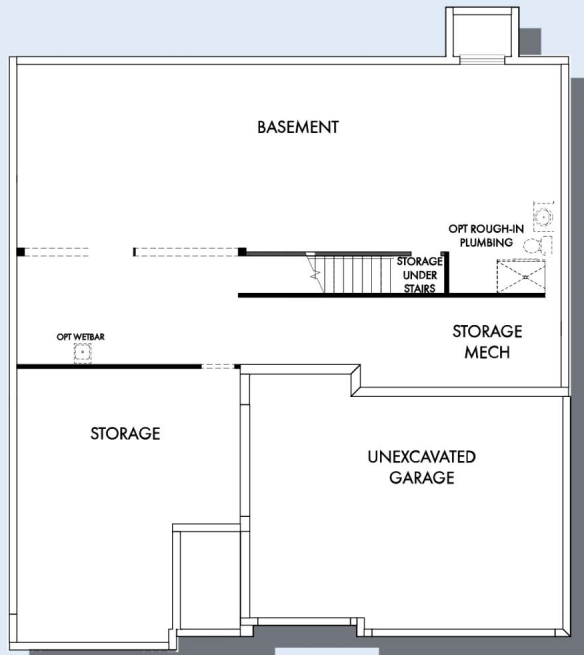 BASEMENT
OPT ROUGH-IN
PLUMBING
STORAGE
UNDER
STAIRS
OPT WETBAR
STORAGE
MECH
STORAGE
UNEXCAVATED
GARAGE